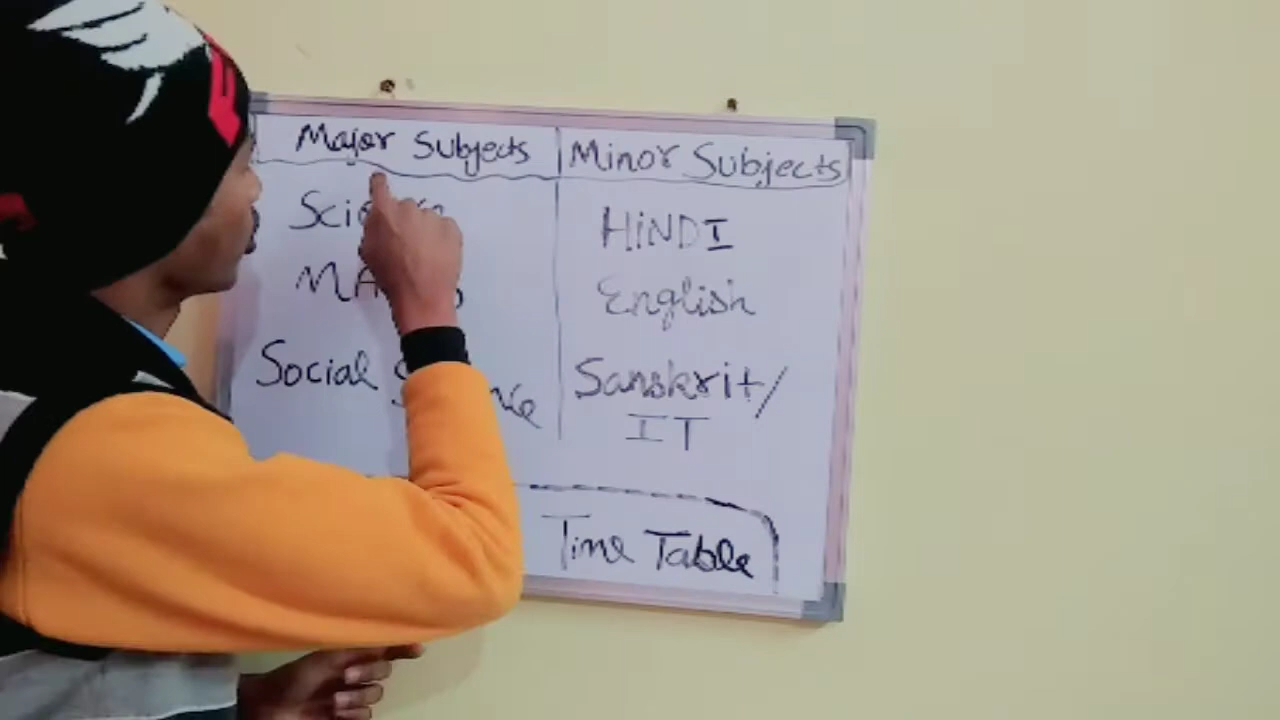 Major Subjects
Minor Subjects
HiNDI
Social
English
Sanskrit/
IT
Time Table